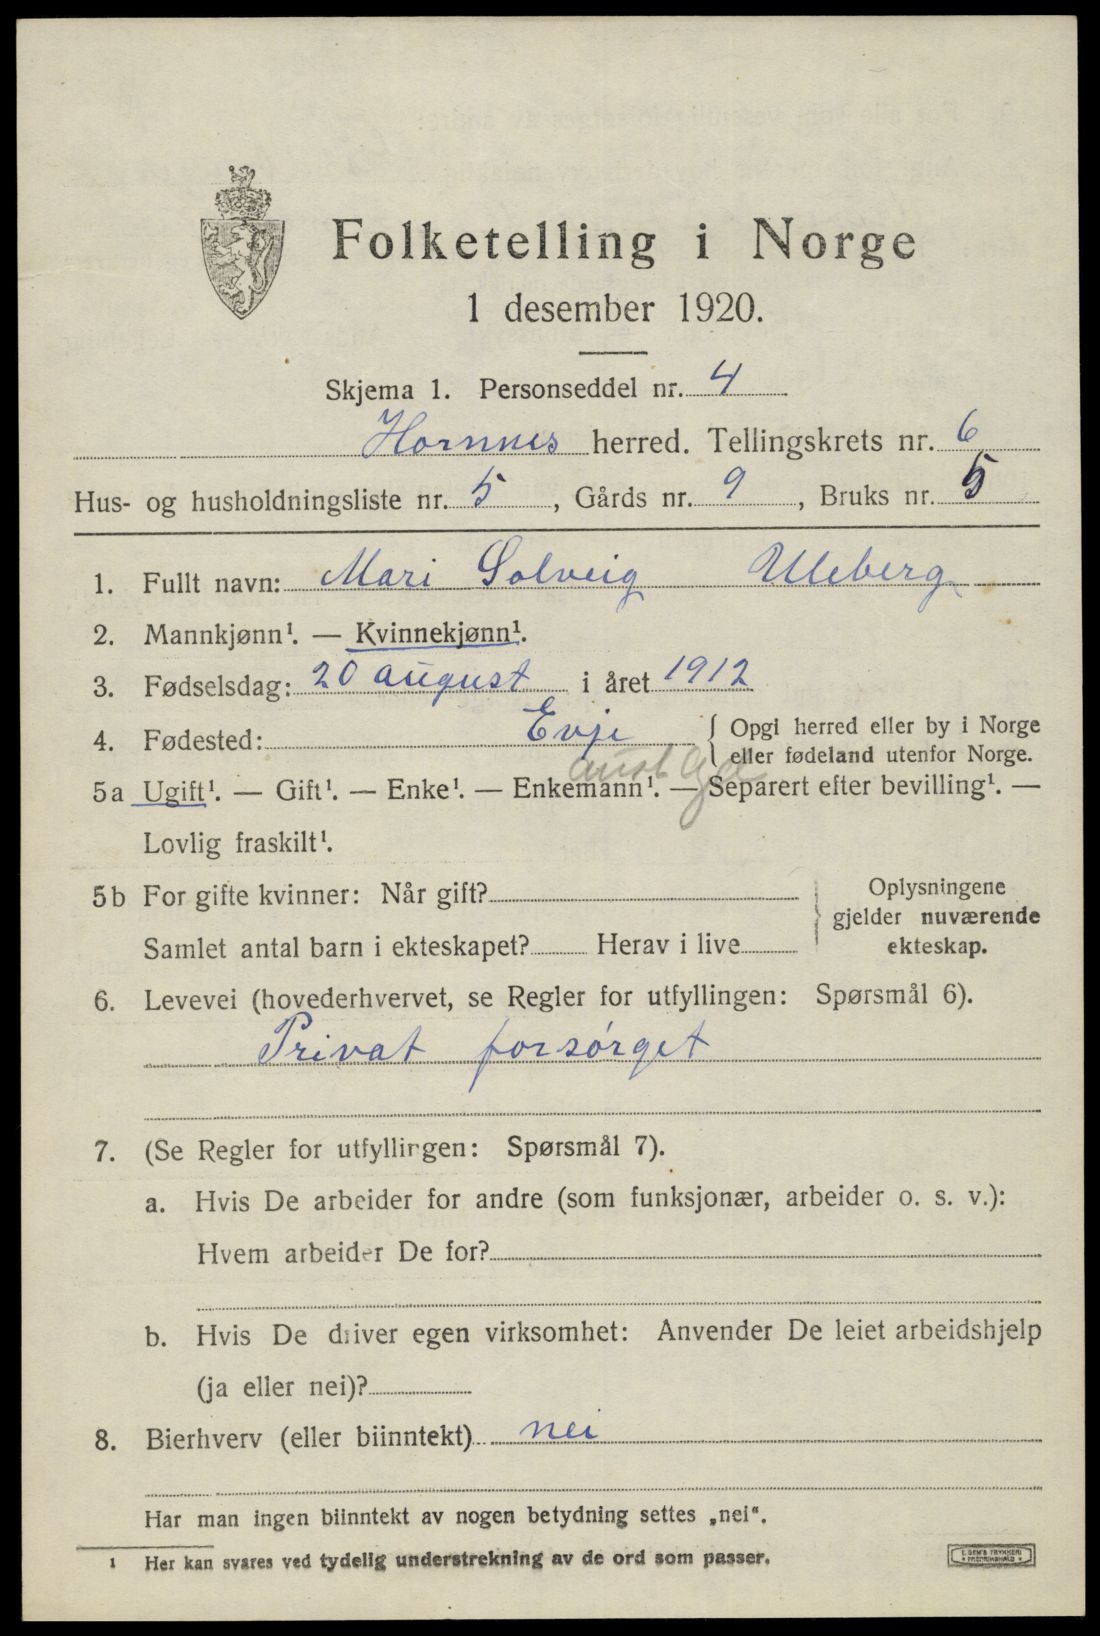 Folketelling i Norge
1 desember 1920.
Skjema 1. Personseddel nr. 4
Hornnes herred. Tellingskrets nr. 6
Hus- og husholdningsliste nr. 5, Gårds nr. 9, Bruks nr. 5
1. Fullt navn: Mari Solveig Uleberg
2. Mannkjønn¹. — Kvinnekjønn¹.
3. Fødselsdag: 20 august i året 1912
4. Fødested: Evje { Opgi herred eller by i Norge
eller fødeland utenfor Norge.
Aust Agd
5a Ugift¹. — Gift¹. — Enke¹. — Enkemann¹. — Separert efter bevilling¹. —
Lovlig fraskilt¹.
5b For gifte kvinner: Når gift? } Oplysningene
gjelder nuværende
Samlet antal barn i ekteskapet? Herav i live ekteskap.
6. Levevei (hovederhvervet, se Regler for utfyllingen: Spørsmål 6).
Privat forsørget
7. (Se Regler for utfyllingen: Spørsmål 7).
a. Hvis De arbeider for andre (som funksjonær, arbeider o. s. v.):
Hvem arbeider De for?
b. Hvis De driver egen virksomhet: Anvender De leiet arbeidshjelp
(ja eller nei)?
8. Bierhverv (eller biinntekt) nei
Har man ingen biinntekt av nogen betydning settes „nei“.
¹ Her kan svares ved tydelig understrekning av de ord som passer.